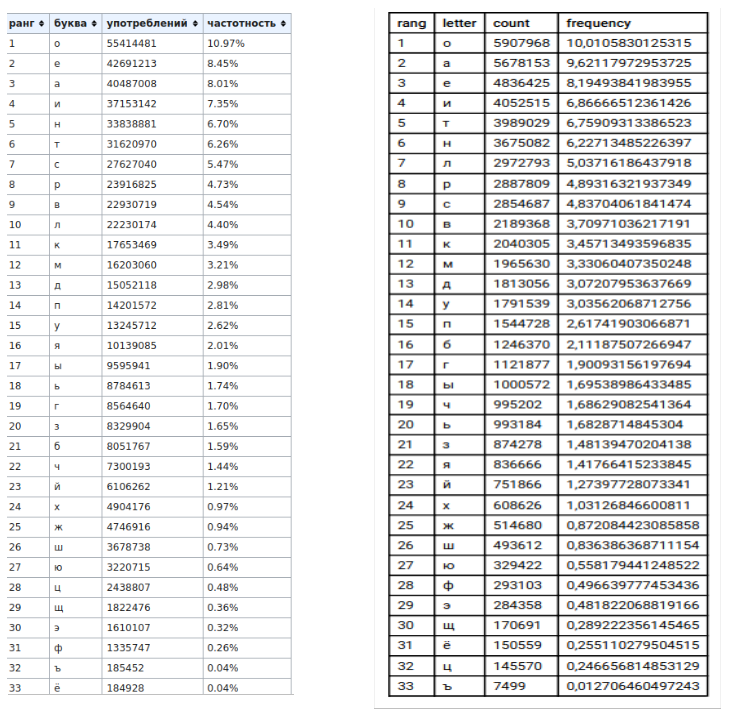 ранг буква употреблений частотность
1 о 55414481 10.97%
2 е 42691213 8.45%
3 а 40487008 8.01%
4 и 37153142 7.35%
5 н 33838881 6.70%
6 т 31620970 6.26%
7 с 27627040 5.47%
8 р 23916825 4.73%
9 в 22930719 4.54%
10 л 22230174 4.40%
11 к 17653469 3.49%
12 м 16203060 3.21%
13 д 15052118 2.98%
14 п 14201572 2.81%
15 у 13245712 2.62%
16 я 10139085 2.01%
17 ы 9595941 1.90%
18 ь 8784613 1.74%
19 г 8564640 1.70%
20 з 8329904 1.65%
21 б 8051767 1.59%
22 ч 7300193 1.44%
23 й 6106262 1.21%
24 х 4904176 0.97%
25 ж 4746916 0.94%
26 ш 3678738 0.73%
27 ю 3220715 0.64%
28 ц 2438807 0.48%
29 щ 1822476 0.36%
30 э 1610107 0.32%
31 ф 1335747 0.26%
32 ъ 185452 0.04%
33 ё 184928 0.04%
rang letter count frequency
1 о 5907968 10,0105830125315
2 а 5678153 9,62117972953725
3 е 4836425 8,19493841983955
4 и 4052515 6,86666512361426
5 т 3989029 6,75909313386523
6 н 3675082 6,22713485226397
7 л 2972793 5,03716186437918
8 р 2887809 4,89316321937349
9 с 2854687 4,83704061841474
10 в 2189368 3,70971036217191
11 к 2040305 3,45713493596835
12 м 1965630 3,33060407350248
13 д 1813056 3,07207953637669
14 у 1791539 3,03562068712756
15 п 1544728 2,61741903066871
16 б 1246370 2,11187507266947
17 г 1121877 1,90093156197694
18 ы 1000572 1,69538986433485
19 ч 995202 1,68629082541364
20 ь 993184 1,6828714845304
21 з 874278 1,48139470204138
22 я 836666 1,41766415233845
23 й 751866 1,27397728073341
24 х 608626 1,03126846600811
25 ж 514680 0,872084423085858
26 ш 493612 0,836386368711154
27 ю 329422 0,558179441248522
28 ф 293103 0,496639777453436
29 э 284358 0,481822068819166
30 щ 170691 0,289222356145465
31 ё 150559 0,255110279504515
32 ц 145570 0,246656814853129
33 ъ 7499 0,012706460497243